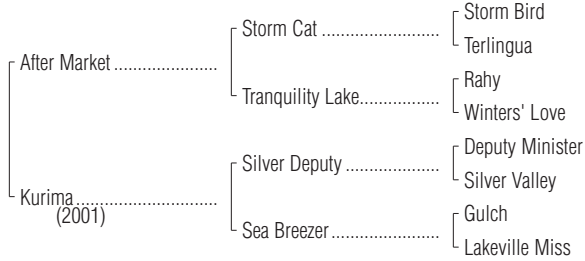 Storm Bird
Storm Cat ........................
Terlingua
After Market ........................
Rahy
Tranquility Lake...................
Winters' Love
Deputy Minister
Silver Deputy ......................
Silver Valley
Kurima ..........................
(2001)
Gulch
Sea Breezer ........................
Lakeville Miss